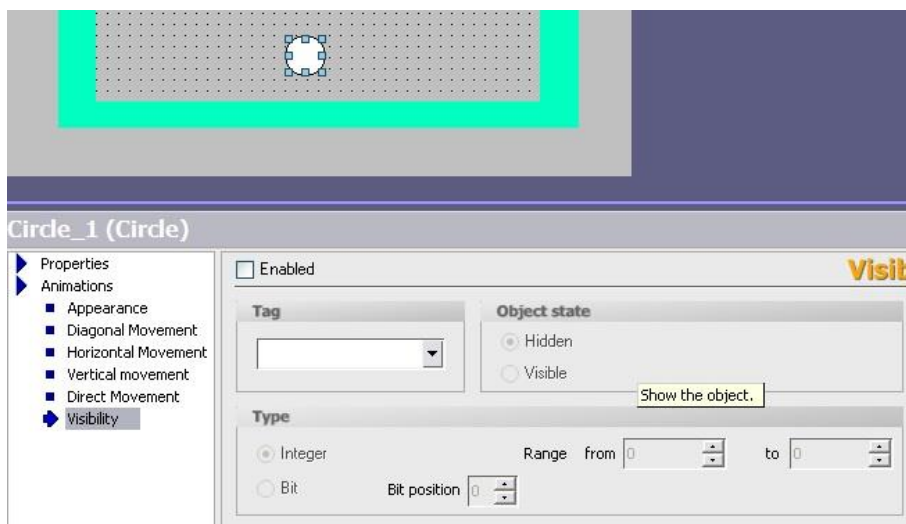 Circle_1 (Circle)
Properties
Animations
Appearance
Diagonal Movement
Horizontal Movement
Vertical movement
Direct Movement
Visibility
Enabled
Visib
Tag
Object state
Hidden
Visible
Show the object.
Type
Integer
Range from 0 to 0
Bit
Bit position 0